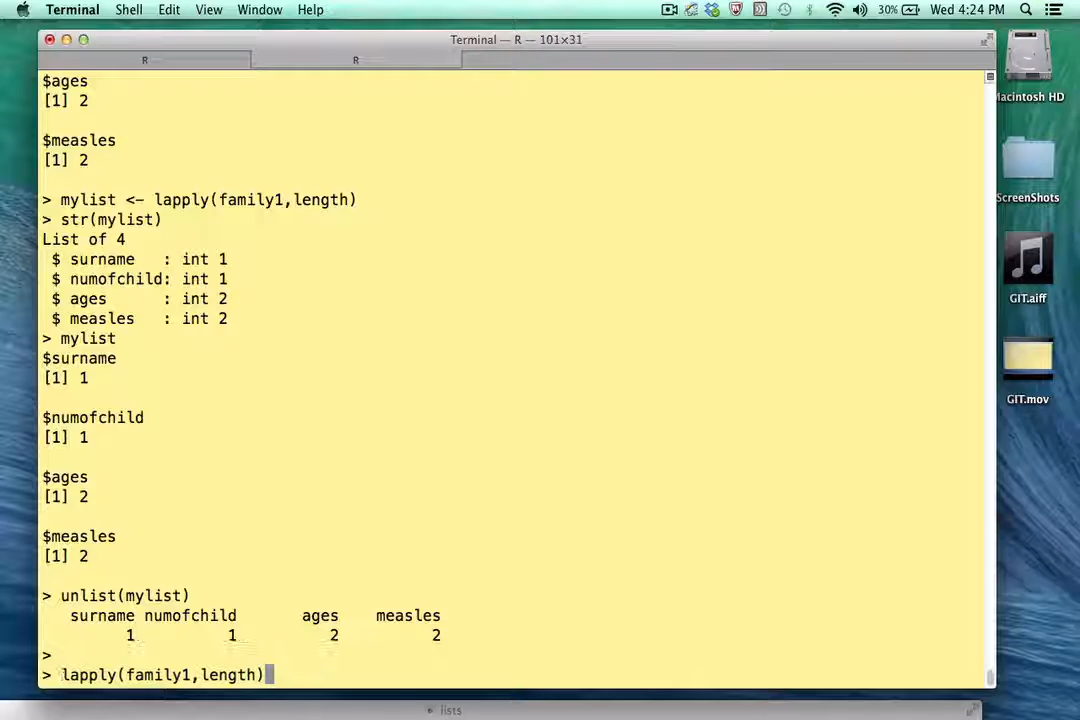 Terminal Shell Edit View Window Help 30% Wed 4:24 PM
Terminal — R — 101×31
R R
$ages
[1] 2
$measles
[1] 2
> mylist <- lapply(family1,length)
> str(mylist)
List of 4
$ surname : int 1
$ numofchild: int 1
$ ages : int 2
$ measles : int 2
> mylist
$surname
[1] 1
$numofchild
[1] 1
$ages
[1] 2
$measles
[1] 2
> unlist(mylist)
surname numofchild ages measles
1 1 2 2
>
> lapply(family1,length)
Macintosh HD
ScreenShots
GIT.aiff
GIT.mov
lists